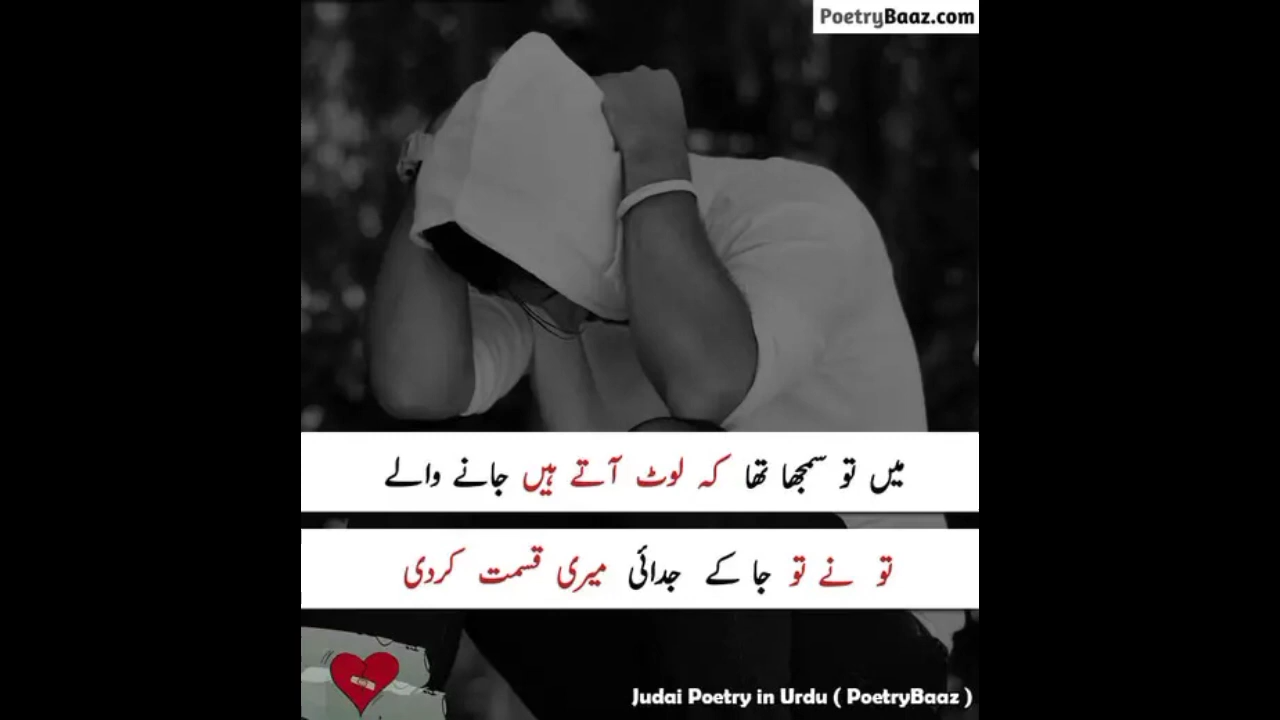 PoetryBaaz.com
میں تو سمجھا تھا کہ لوٹ آتے ہیں جانے والے
تو نے تو جا کے جدائی میری قسمت کردی
Judai Poetry in Urdu ( PoetryBaaz )